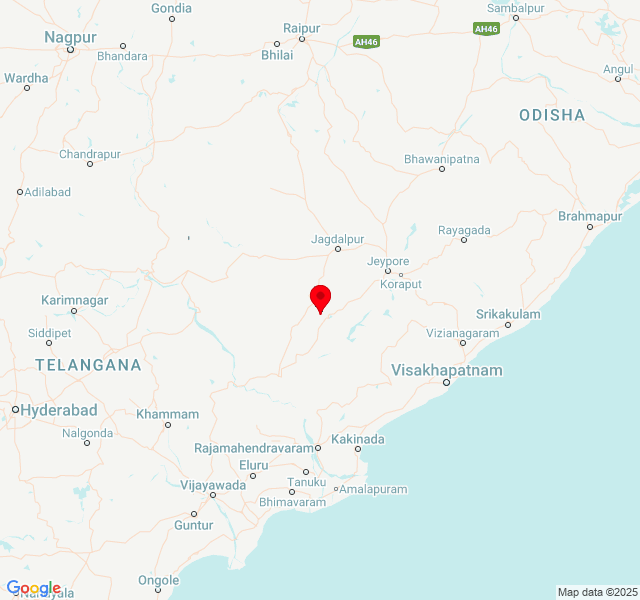 Gondia
Sambalpur
Nagpur
Raipur
AH46
AH46
Bhandara
Bhilai
Wardha
Angul
ODISHA
Chandrapur
Bhawanipatna
Adilabad
Brahmapur
Rayagada
Jagdalpur
Jeypore
Koraput
Karimnagar
Srikakulam
Siddipet
Vizianagaram
TELANGANA
Visakhapatnam
Hyderabad
Khammam
Nalgonda
Kakinada
Rajamahendravaram
Eluru
Tanuku
Vijayawada
Amalapuram
Bhimavaram
Guntur
Ongole
Google
Map data ©2025